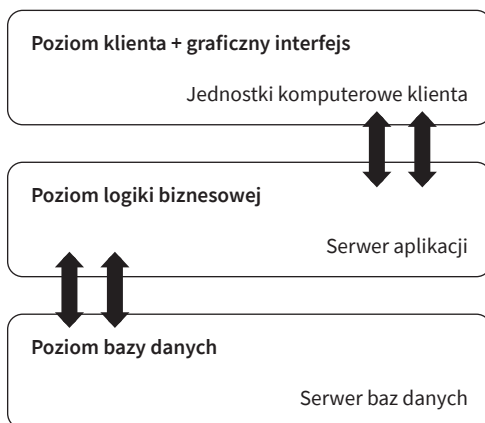 Poziom klienta + graficzny interfejs
Jednostki komputerowe klienta
Poziom logiki biznesowej
Serwer aplikacji
Poziom bazy danych
Serwer baz danych